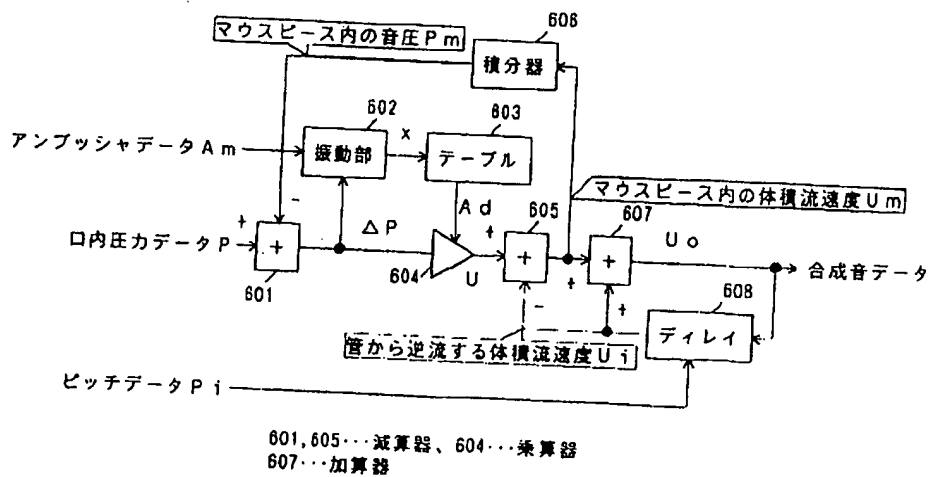 606
マウスピース内の音圧Pm
積分器
602
603
x
アンブッシャデータAm
振動部
テーブル
マウスピース内の体積流速度Um
-
Ad
+
605
607
+
ΔP
Uo
口内圧力データP
+
+
+
合成音データ
601
604
U
+
608
-
+
ディレイ
管から逆流する体積流速度Ui
ピッチデータPi
601,605・・・減算器、604・・・乗算器
607・・・加算器